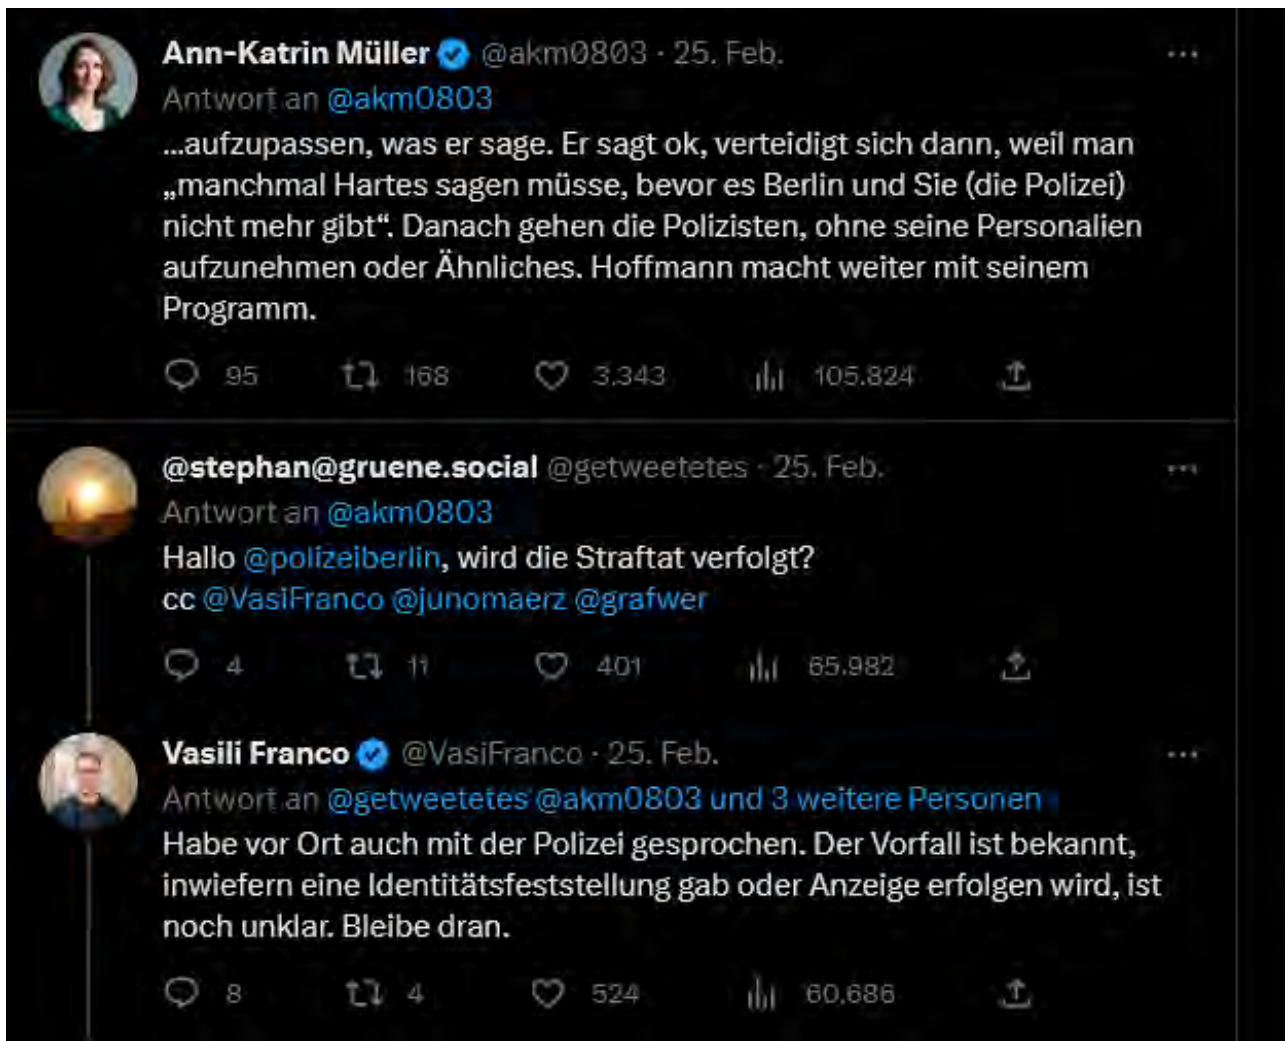 Ann-Katrin Müller @akm0803 · 25. Feb.
Antwort an @akm0803
...aufzupassen, was er sage. Er sagt ok, verteidigt sich dann, weil man
„manchmal Hartes sagen müsse, bevor es Berlin und Sie (die Polizei)
nicht mehr gibt“. Danach gehen die Polizisten, ohne seine Personalien
aufzunehmen oder Ähnliches. Hoffmann macht weiter mit seinem
Programm.
95 168 3.343 105.824
@stephan@gruene.social @getweetetes · 25. Feb.
Antwort an @akm0803
Hallo @polizeiberlin, wird die Straftat verfolgt?
cc @VasiFranco @junomaerz @grafwer
4 11 401 65.982
Vasili Franco @VasiFranco · 25. Feb.
Antwort an @getweetetes @akm0803 und 3 weitere Personen
Habe vor Ort auch mit der Polizei gesprochen. Der Vorfall ist bekannt,
inwiefern eine Identitätsfeststellung gab oder Anzeige erfolgen wird, ist
noch unklar. Bleibe dran.
8 4 524 60.686